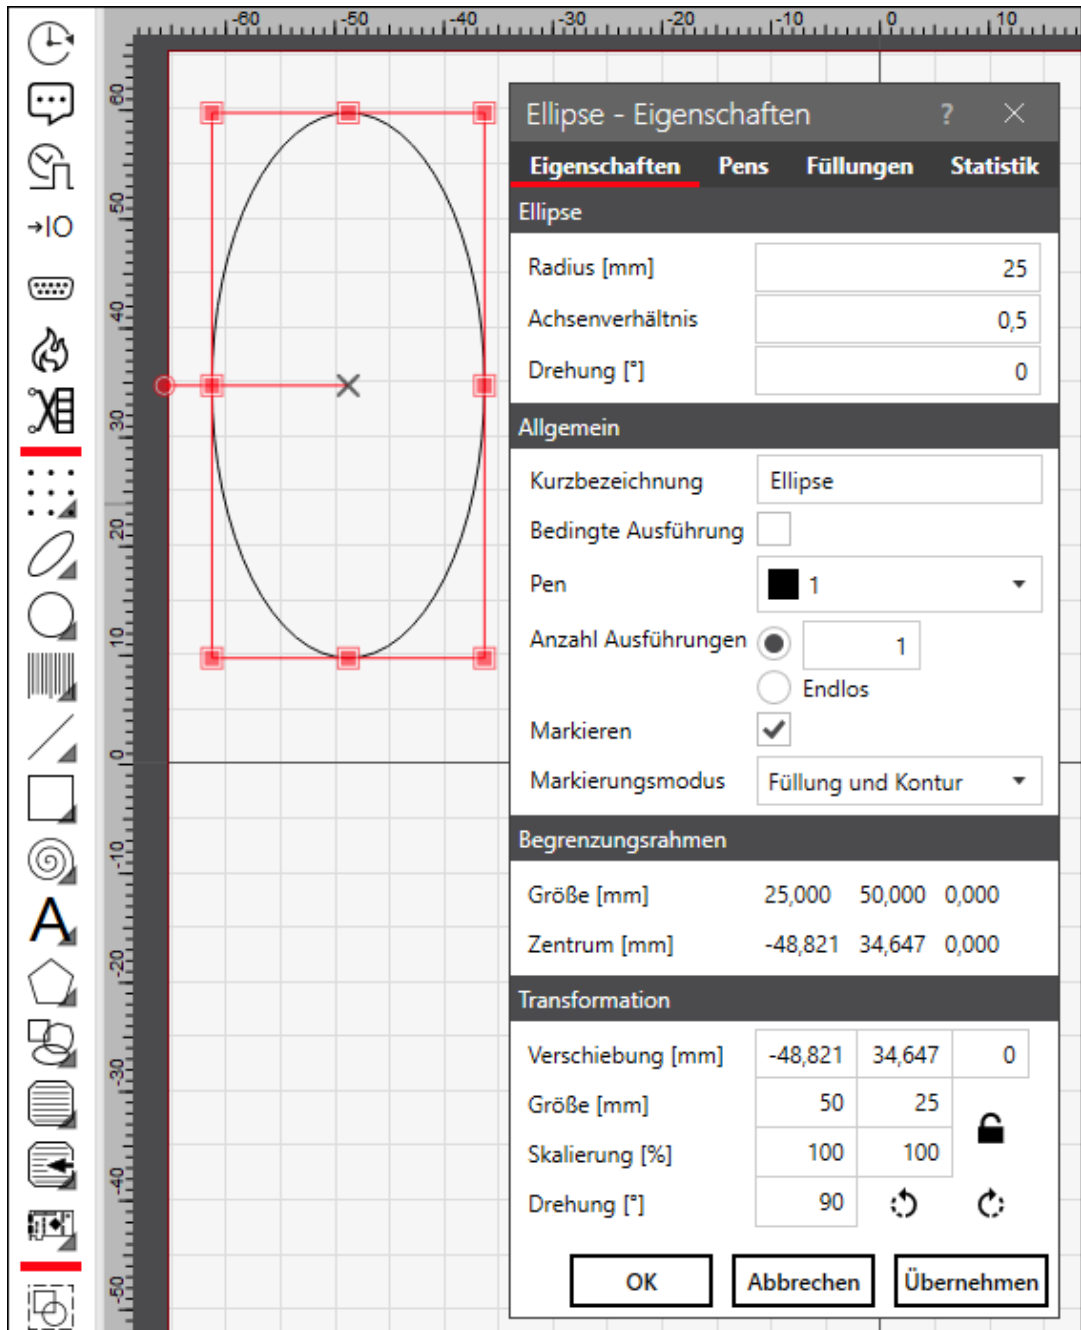 -60 -50 -40 -30 -20 -10 0 10
60
50
40
30
20
10
0
-10
-20
-30
-40
-50
A
Ellipse - Eigenschaften ?
Eigenschaften Pens Füllungen Statistik
Ellipse
Radius [mm] 25
Achsenverhältnis 0,5
Drehung [°] 0
Allgemein
Kurzbezeichnung Ellipse
Bedingte Ausführung
Pen 1
Anzahl Ausführungen 1
Endlos
Markieren
Markierungsmodus Füllung und Kontur
Begrenzungsrahmen
Größe [mm] 25,000 50,000 0,000
Zentrum [mm] -48,821 34,647 0,000
Transformation
Verschiebung [mm] -48,821 34,647 0
Größe [mm] 50 25
Skalierung [%] 100 100
Drehung [°] 90
OK Abbrechen Übernehmen